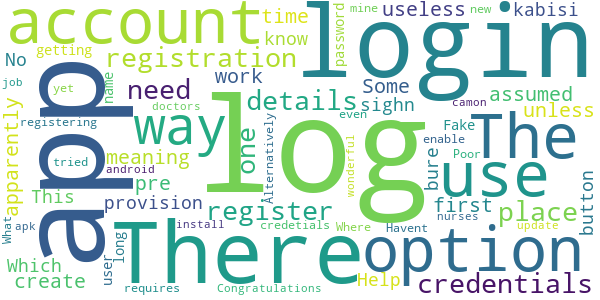 account
time
mine
useless
kabisi
know
new
login
password
No
getting
registration
work
Some
job
yet
name
need
details
sighn
assumed
apparently
doctors
app
way
log
one
even
camon
unless
registering
Alternatively
Fake
The
enable
tried
meaning
wonderful
bure
Poor
use
android
pre
This
provision
register
first
place
button
What
apk
There
credetials
Where
Havent
nurses
update
user
long
install
option
Which
create
requires
Congratulations
Help
credentials